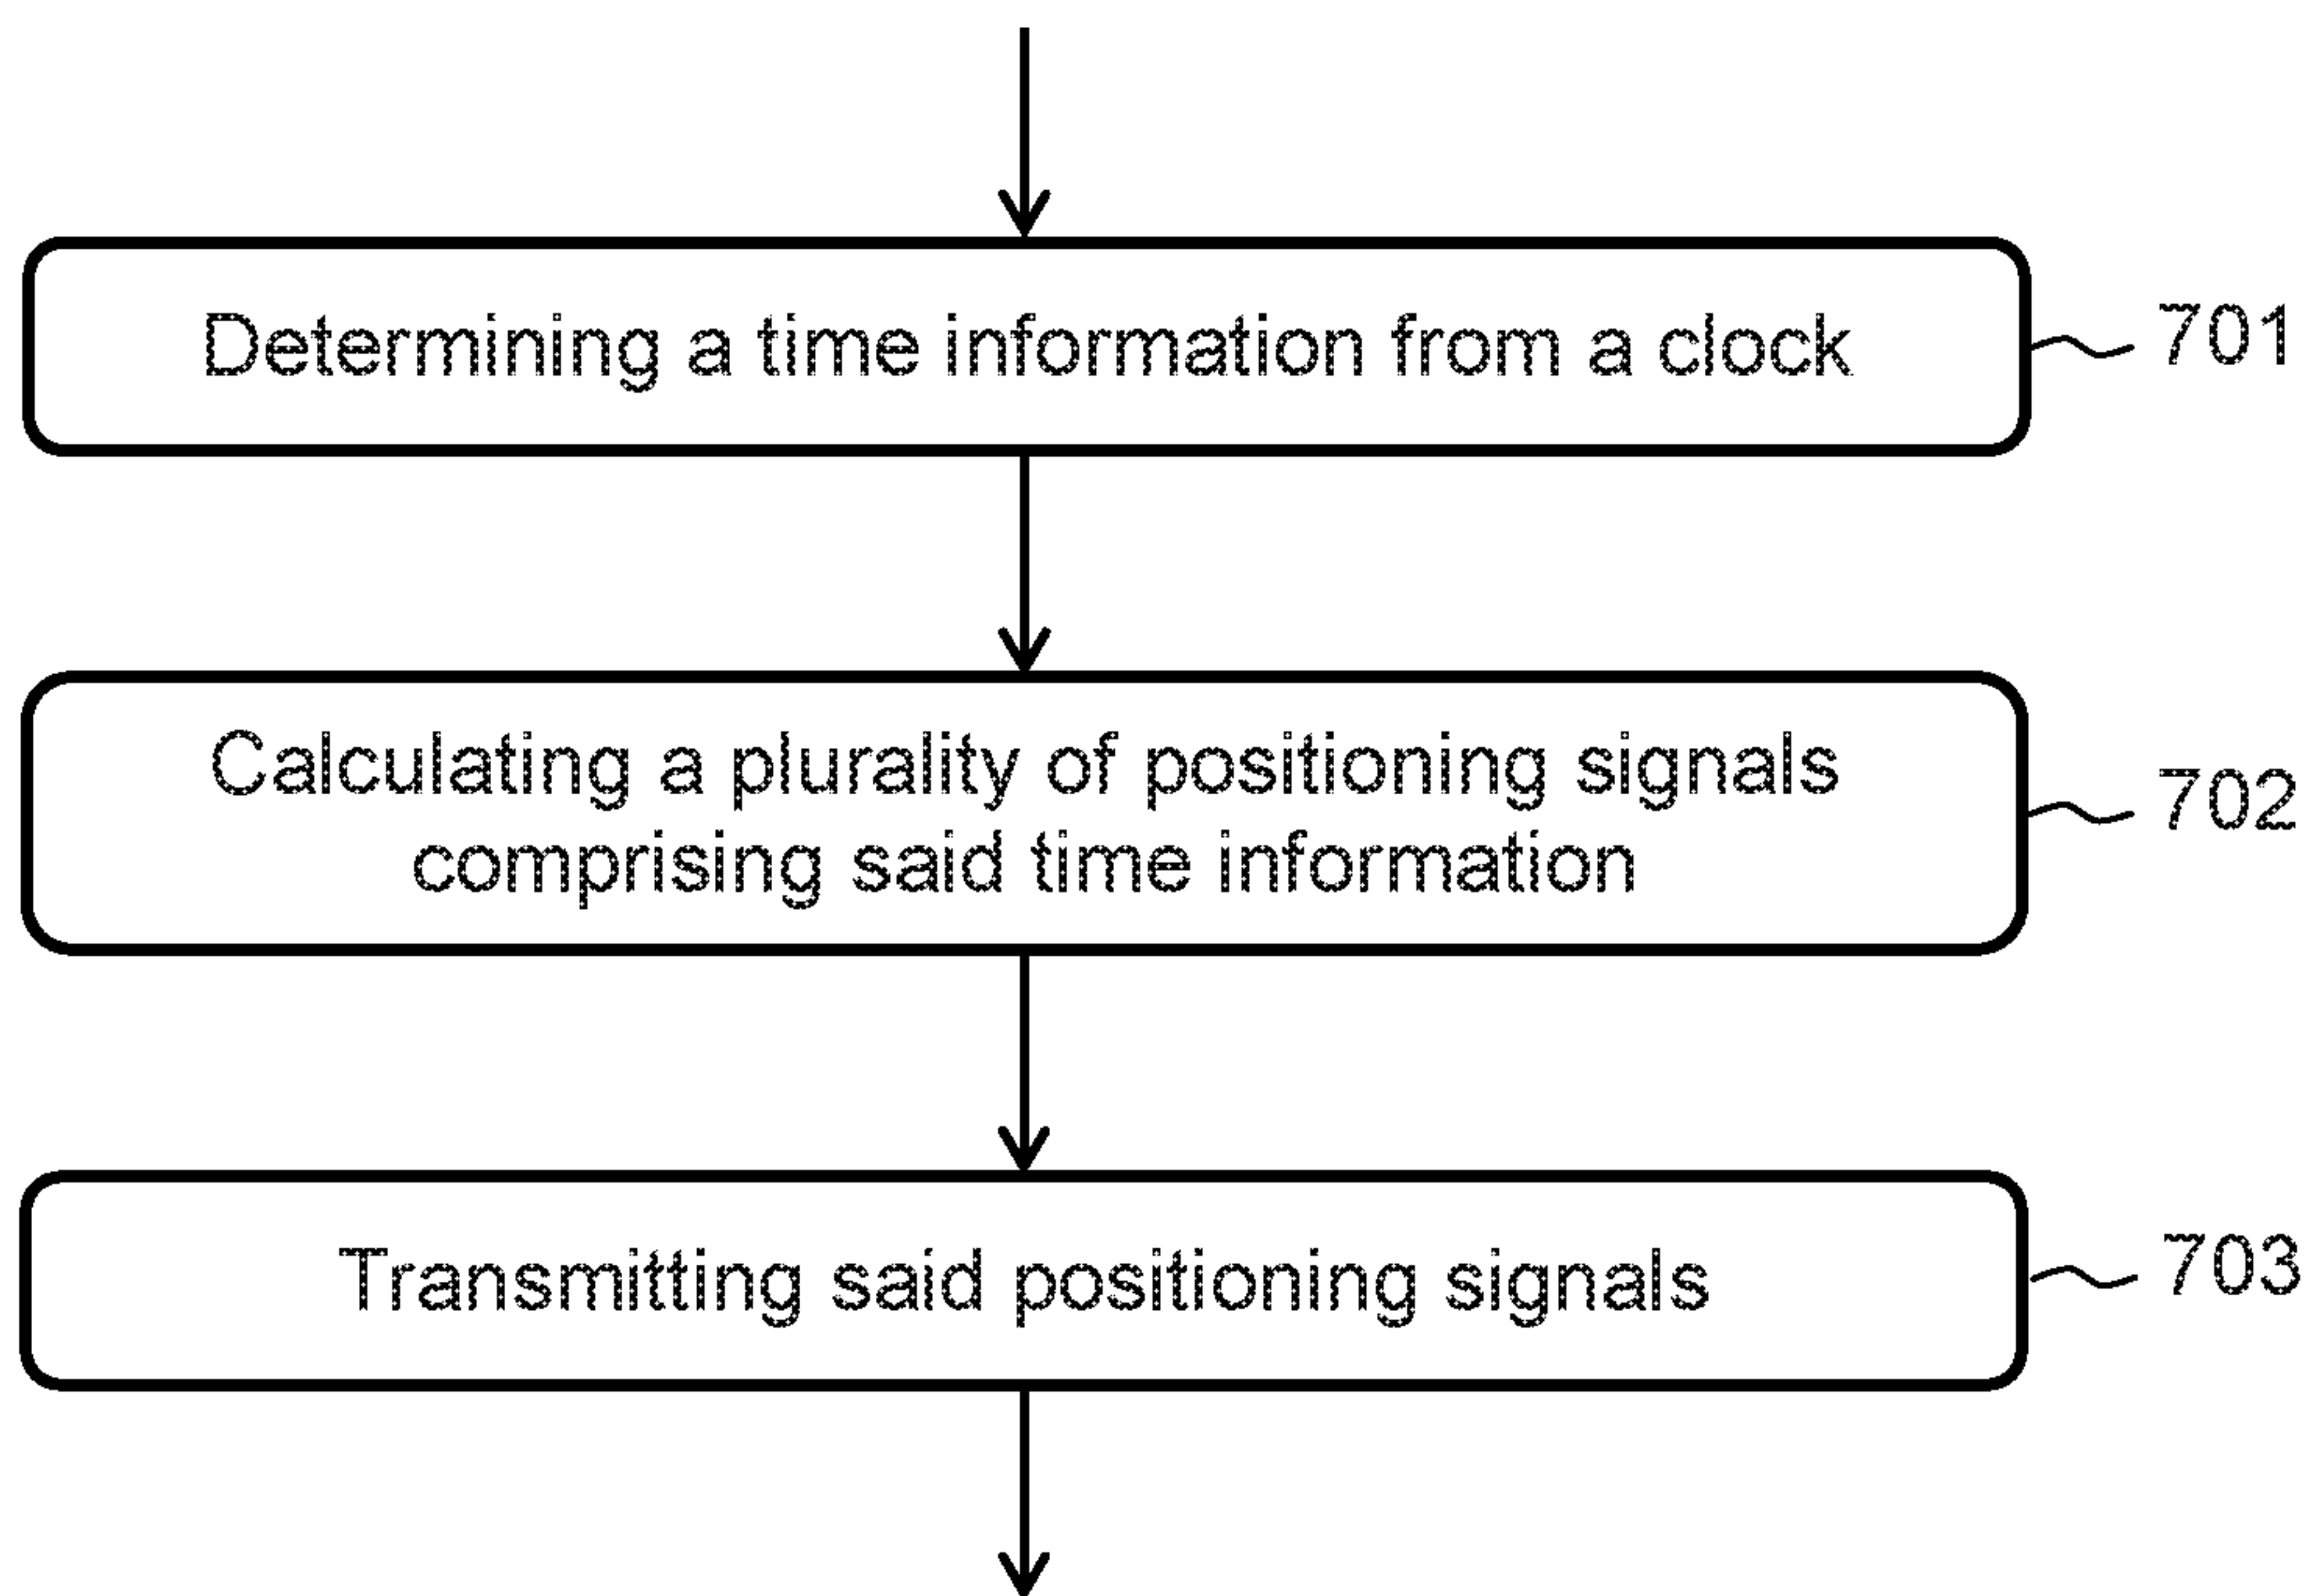 Determining a time information from a clock
701
Calculating a plurality of positioning signals
comprising said time information
702
Transmitting said positioning signals
703